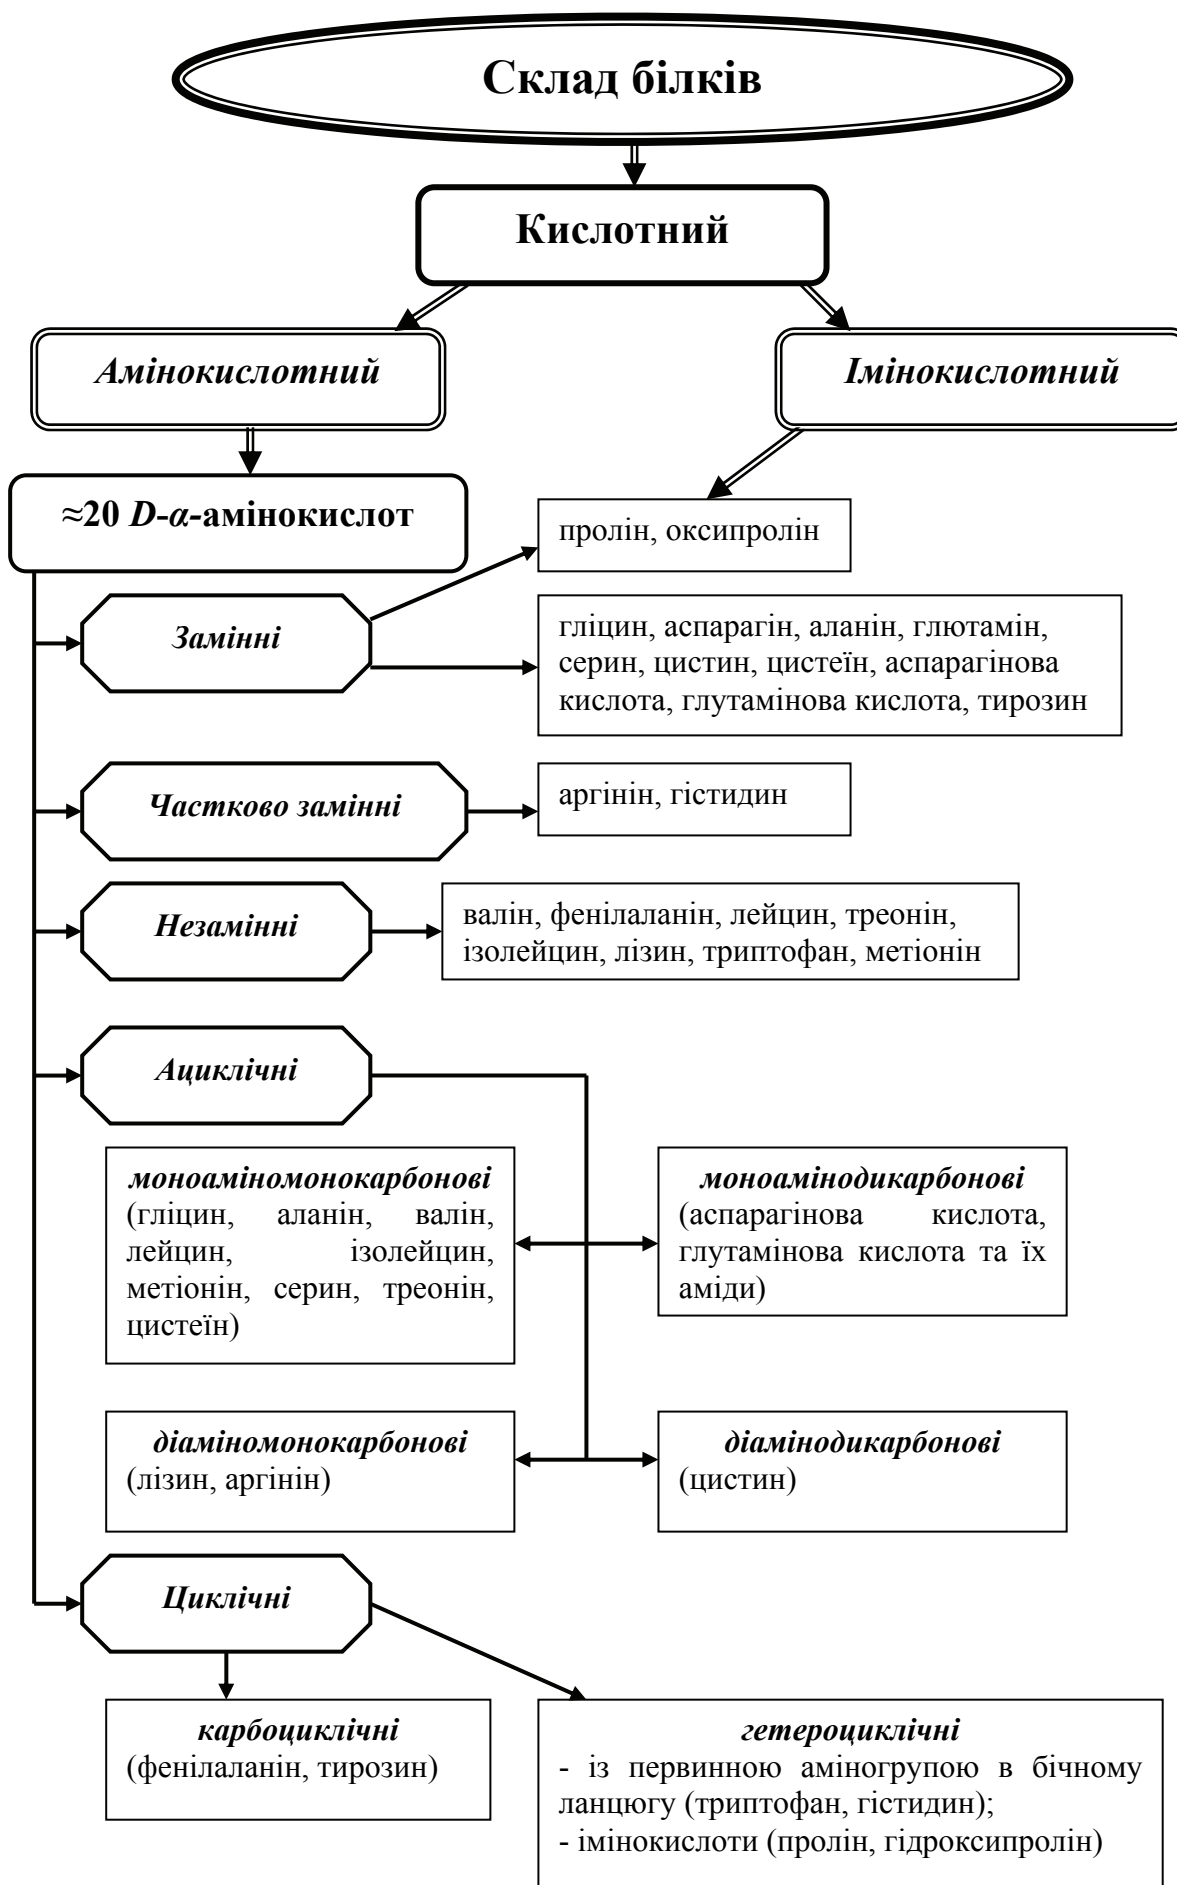 Склад білків
Кислотний
Амінокислотний
Імінокислотний
≈20 D-α-амінокислот
пролін, оксипролін
Замінні
гліцин, аспарагін, аланін, глютамін,
серин, цистин, цистеїн, аспарагінова
кислота, глутамінова кислота, тирозин
Частково замінні
аргінін, гістидин
Незамінні
валін, фенілаланін, лейцин, треонін,
ізолейцин, лізин, триптофан, метіонін
Ациклічні
моноаміномонокарбонові
(гліцин, аланін, валін,
лейцин, ізолейцин,
метіонін, серин, треонін,
цистеїн)
моноамінодикарбонові
(аспарагінова кислота,
глутамінова кислота та їх
аміди)
діаміномонокарбонові
(лізин, аргінін)
діамінодикарбонові
(цистин)
Циклічні
карбоциклічні
(фенілаланін, тирозин)
гетероциклічні
- із первинною аміногрупою в бічному
ланцюгу (триптофан, гістидин);
- імінокислоти (пролін, гідроксипролін)